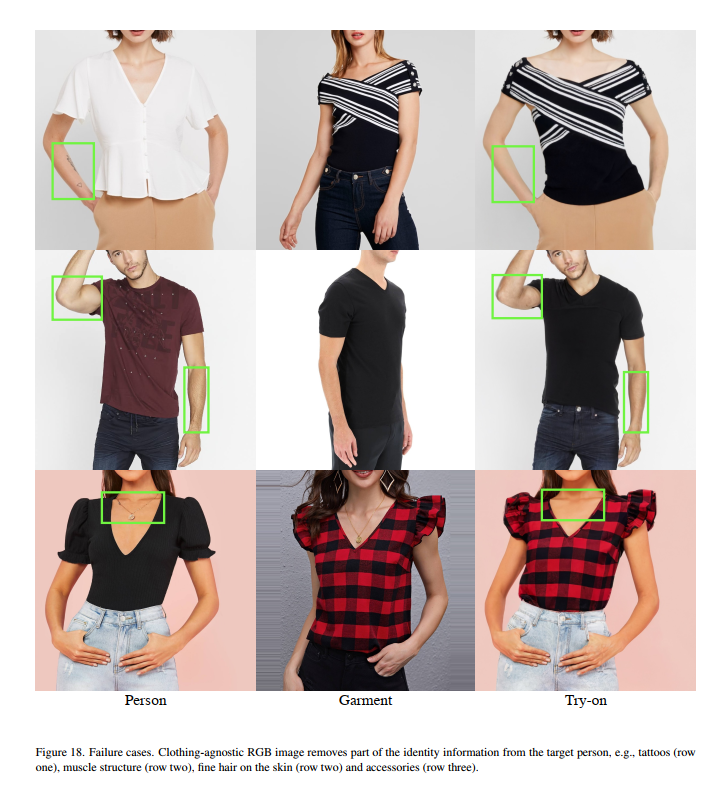 Person
Garment
Try-on
Figure 18. Failure cases. Clothing-agnostic RGB image removes part of the identity information from the target person, e.g., tattoos (row
one), muscle structure (row two), fine hair on the skin (row two) and accessories (row three).